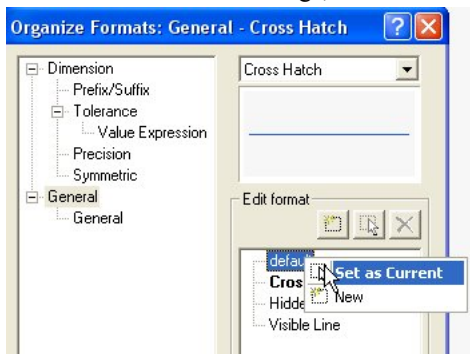 Organize Formats: General - Cross Hatch
Dimension
Prefix/Suffix
Tolerance
Value Expression
Precision
Symmetric
General
General
Cross Hatch
Edit format
default
Set as Current
New
Visible Line